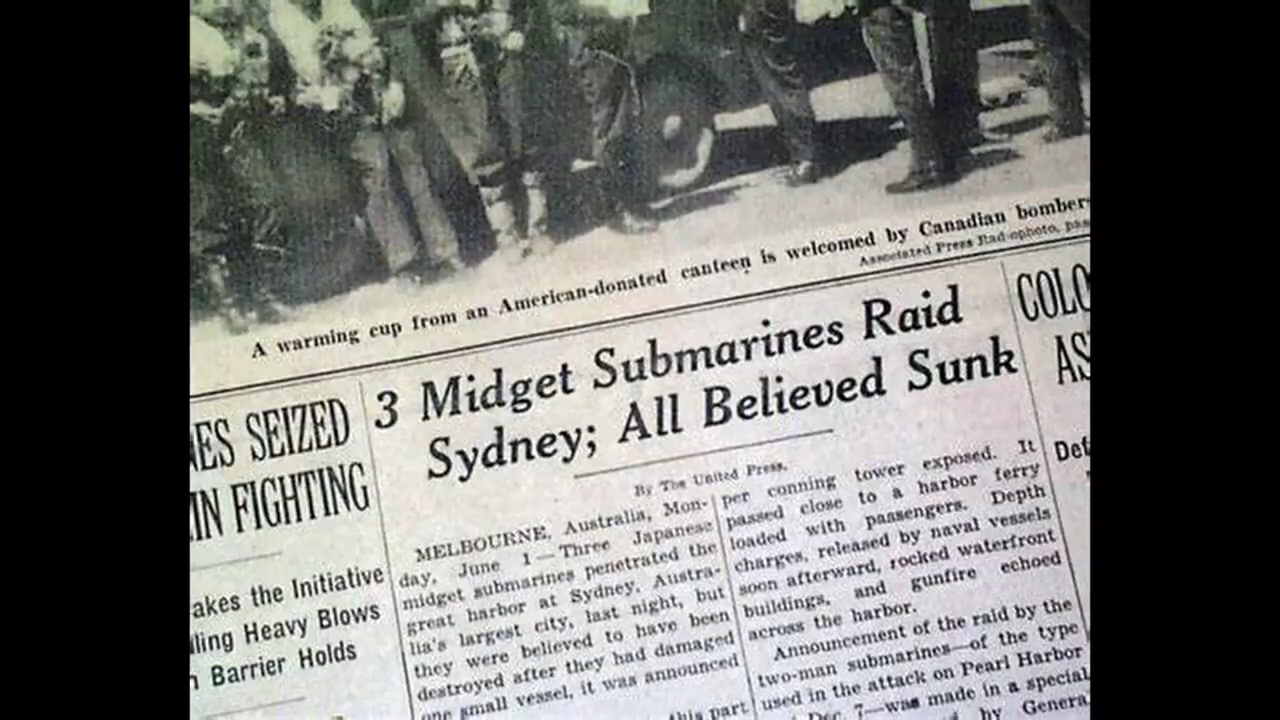 A warming cup from an American-donated canteen is welcomed by Canadian bomber
Associated Press Radiophoto, pas
NES SEIZED
IN FIGHTING
akes the Initiative
ling Heavy Blows
Barrier Holds
3 Midget Submarines Raid
Sydney; All Believed Sunk
By The United Press.
MELBOURNE, Australia, Mon-
day, June 1—Three Japanese
midget submarines penetrated the
great harbor at Sydney, Austra-
lia's largest city, last night, but
they were believed to have been
destroyed after they had damaged
one small vessel, it was announced
this part
per conning tower exposed. It
passed close to a harbor ferry
loaded with passengers. Depth
charges, released by naval vessels
soon afterward, rocked waterfront
buildings, and gunfire echoed
across the harbor.
Announcement of the raid by the
two-man submarines—of the type
used in the attack on Pearl Harbor
Dec. 7—was made in a special
by Genera
COLO
AS
Det